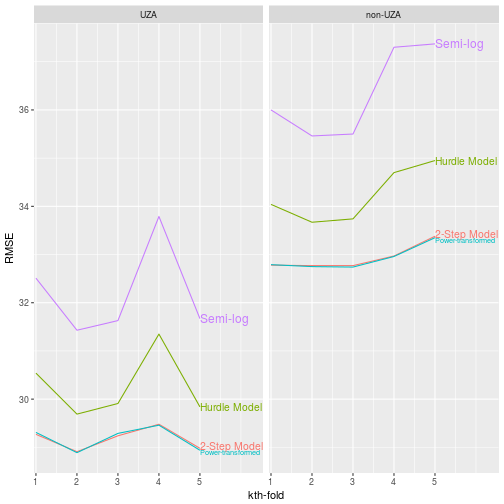 UZA
non-UZA
RMSE
36
34
32
30
Semi-log
Hurdle Model
2-Step Model
Power-transformed
Semi-log
Hurdle Model
2-Step Model
Power-transformed
1 2 3 4 5
1 2 3 4 5
kth-fold